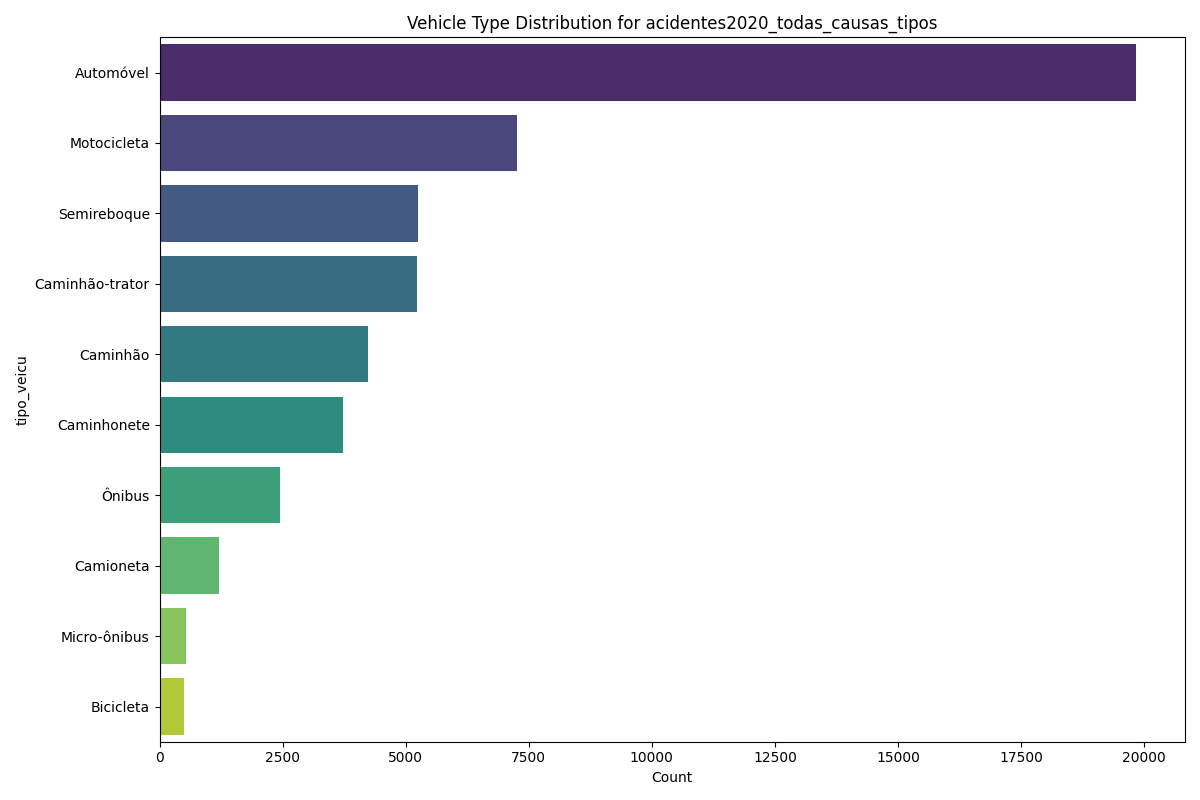 Vehicle Type Distribution for acidentes2020_todas_causas_tipos
Automóvel
Motocicleta
Semireboque
Caminhão-trator
Caminhão
Caminhonete
Ônibus
Camioneta
Micro-ônibus
Bicicleta
tipo_veicu
0 2500 5000 7500 10000 12500 15000 17500 20000
Count